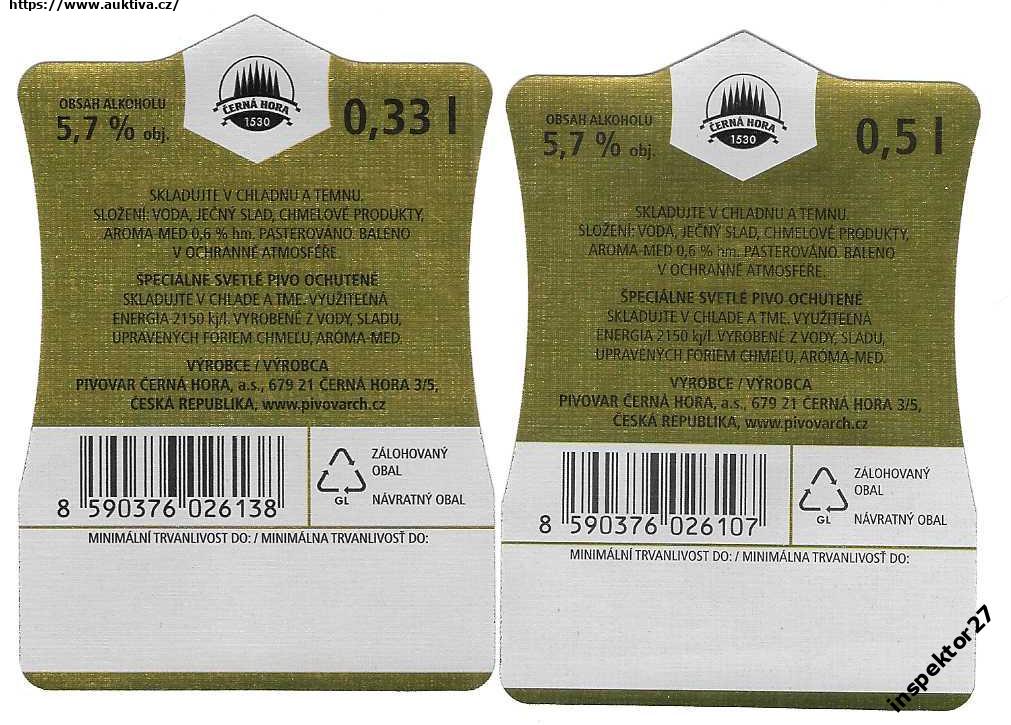 https://www.auktiva.cz/
OBSAH ALKOHOLU
5,7 % obj.
ČERNÁ HORA
1530
0,33 l
SKLADUJTE V CHLADNU A TEMNU.
SLOŽENÍ: VODA, JEČNÝ SLAD, CHMELOVÉ PRODUKTY,
AROMA-MED 0,6 % hm. PASTEROVÁNO. BALENO
V OCHRANNÉ ATMOSFÉŘE.
ŠPECIÁLNE SVETLÉ PIVO OCHUTENÉ
SKLADUJTE V CHLADE A TME. VYUŽITEĽNÁ
ENERGIA 2150 kj/l. VYROBENÉ Z VODY, SLADU,
UPRAVENÝCH FORIEM CHMEĽU, ARÓMA-MED.
VÝROBCE / VÝROBCA
PIVOVAR ČERNÁ HORA, a.s., 679 21 ČERNÁ HORA 3/5,
ČESKÁ REPUBLIKA, www.pivovarch.cz
8 590376 026138
GL
ZÁLOHOVANÝ
OBAL
NÁVRATNÝ OBAL
MINIMÁLNÍ TRVANLIVOST DO: / MINIMÁLNA TRVANLIVOSŤ DO:
OBSAH ALKOHOLU
5,7 % obj.
ČERNÁ HORA
1530
0,5 l
SKLADUJTE V CHLADNU A TEMNU.
SLOŽENÍ: VODA, JEČNÝ SLAD, CHMELOVÉ PRODUKTY,
AROMA-MED 0,6 % hm. PASTEROVÁNO. BALENO
V OCHRANNÉ ATMOSFÉŘE.
ŠPECIÁLNE SVETLÉ PIVO OCHUTENÉ
SKLADUJTE V CHLADE A TME. VYUŽITEĽNÁ
ENERGIA 2150 kj/l. VYROBENÉ Z VODY, SLADU,
UPRAVENÝCH FORIEM CHMEĽU, ARÓMA-MED.
VÝROBCE / VÝROBCA
PIVOVAR ČERNÁ HORA, a.s., 679 21 ČERNÁ HORA 3/5,
ČESKÁ REPUBLIKA, www.pivovarch.cz
8 590376 026107
GL
ZÁLOHOVANÝ
OBAL
NÁVRATNÝ OBAL
MINIMÁLNÍ TRVANLIVOST DO: / MINIMÁLNA TRVANLIVOSŤ DO:
inspektor27